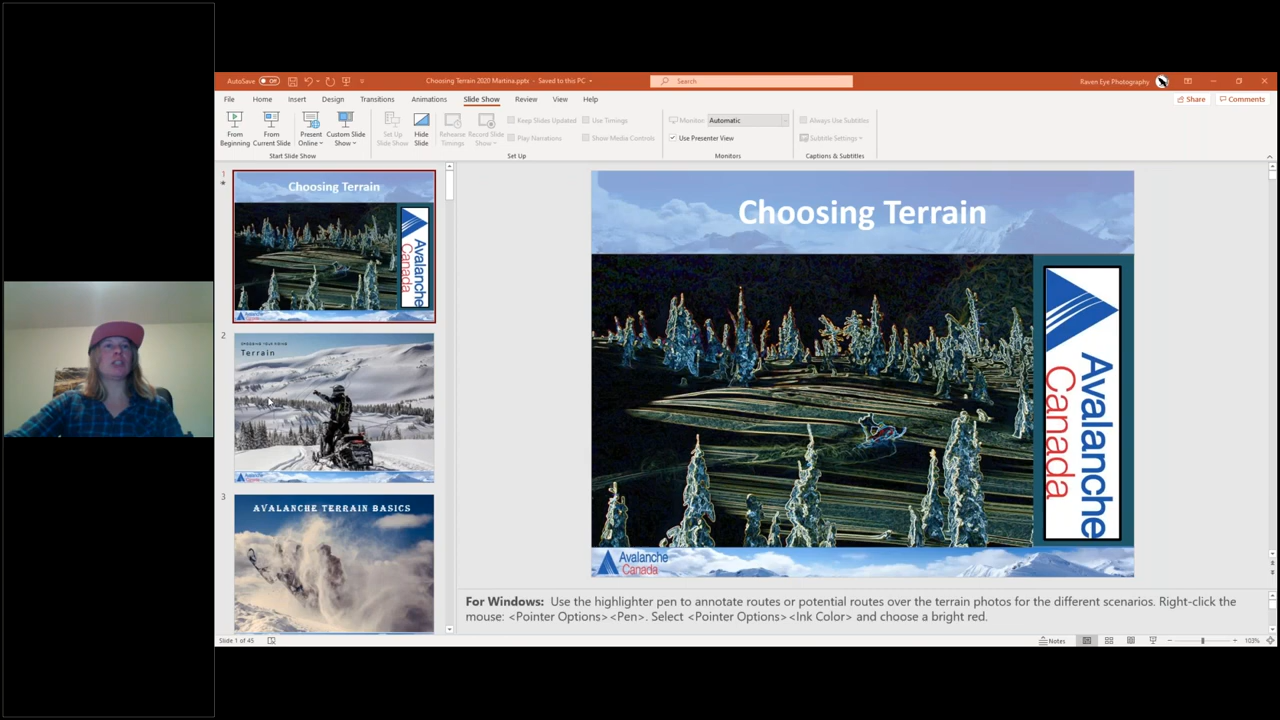 AutoSave Off
Choosing Terrain 2020 Martina.pptx - Saved to this PC
Search
Raven Eye Photography
File Home Insert Design Transitions Animations Slide Show Review View Help
Share Comments
From Beginning
From Current Slide
Present Online
Custom Slide Show
Set Up Slide Show
Hide Slide
Rehearse Timings
Record Slide Show
Keep Slides Updated
Play Narrations
Use Timings
Show Media Controls
Monitor: Automatic
Use Presenter View
Always Use Subtitles
Subtitle Settings
Start Slide Show
Set Up
Monitors
Captions & Subtitles
1
Choosing Terrain
Avalanche
Canada
2
Terrain
3
AVALANCHE TERRAIN BASICS
Choosing Terrain
Avalanche
Canada
Avalanche
Canada
For Windows: Use the highlighter pen to annotate routes or potential routes over the terrain photos for the different scenarios. Right-click the
mouse: <Pointer Options><Pen>. Select <Pointer Options><Ink Color> and choose a bright red.
Slide 1 of 45
Notes
103%